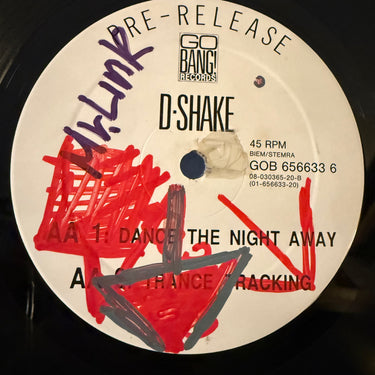 PRE-RELEASE
GO
BANG!
RECORDS
Mr. Link
D·SHAKE
45 RPM
BIEM/STEMRA
GOB 656633 6
08-030365-20-B
(01-656633-20)
AA 1: DANCE THE NIGHT AWAY
AA 2: TRANCE TRACKING